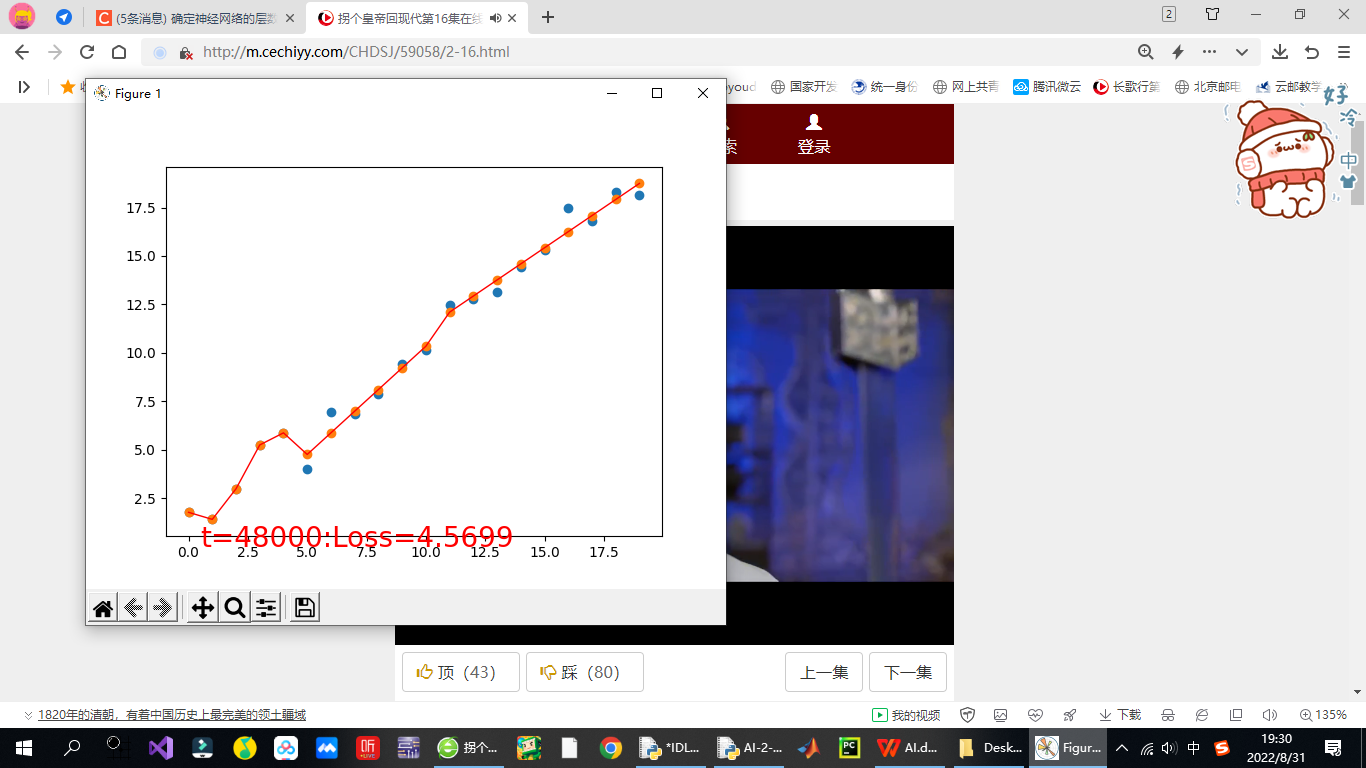 (5条消息) 确定神经网络的层数
拐个皇帝回现代第16集在线
2
http://m.cechiyy.com/CHDSJ/59058/2-16.html
国家开发
统一身份
网上共青
腾讯微云
长歌行第
北京邮电
云邮教学
好冷
中
Figure 1
登录
17.5
15.0
12.5
10.0
7.5
5.0
2.5
t=48000:Loss=4.5699
0.0 2.5 5.0 7.5 10.0 12.5 15.0 17.5
顶（43）
踩（80）
上一集
下一集
1820年的清朝，有着中国历史上最完美的领土疆域
我的视频
下载
135%
拐个...
*IDL...
AI-2-...
AI.d...
Desk...
Figur...
中
19:30
2022/8/31